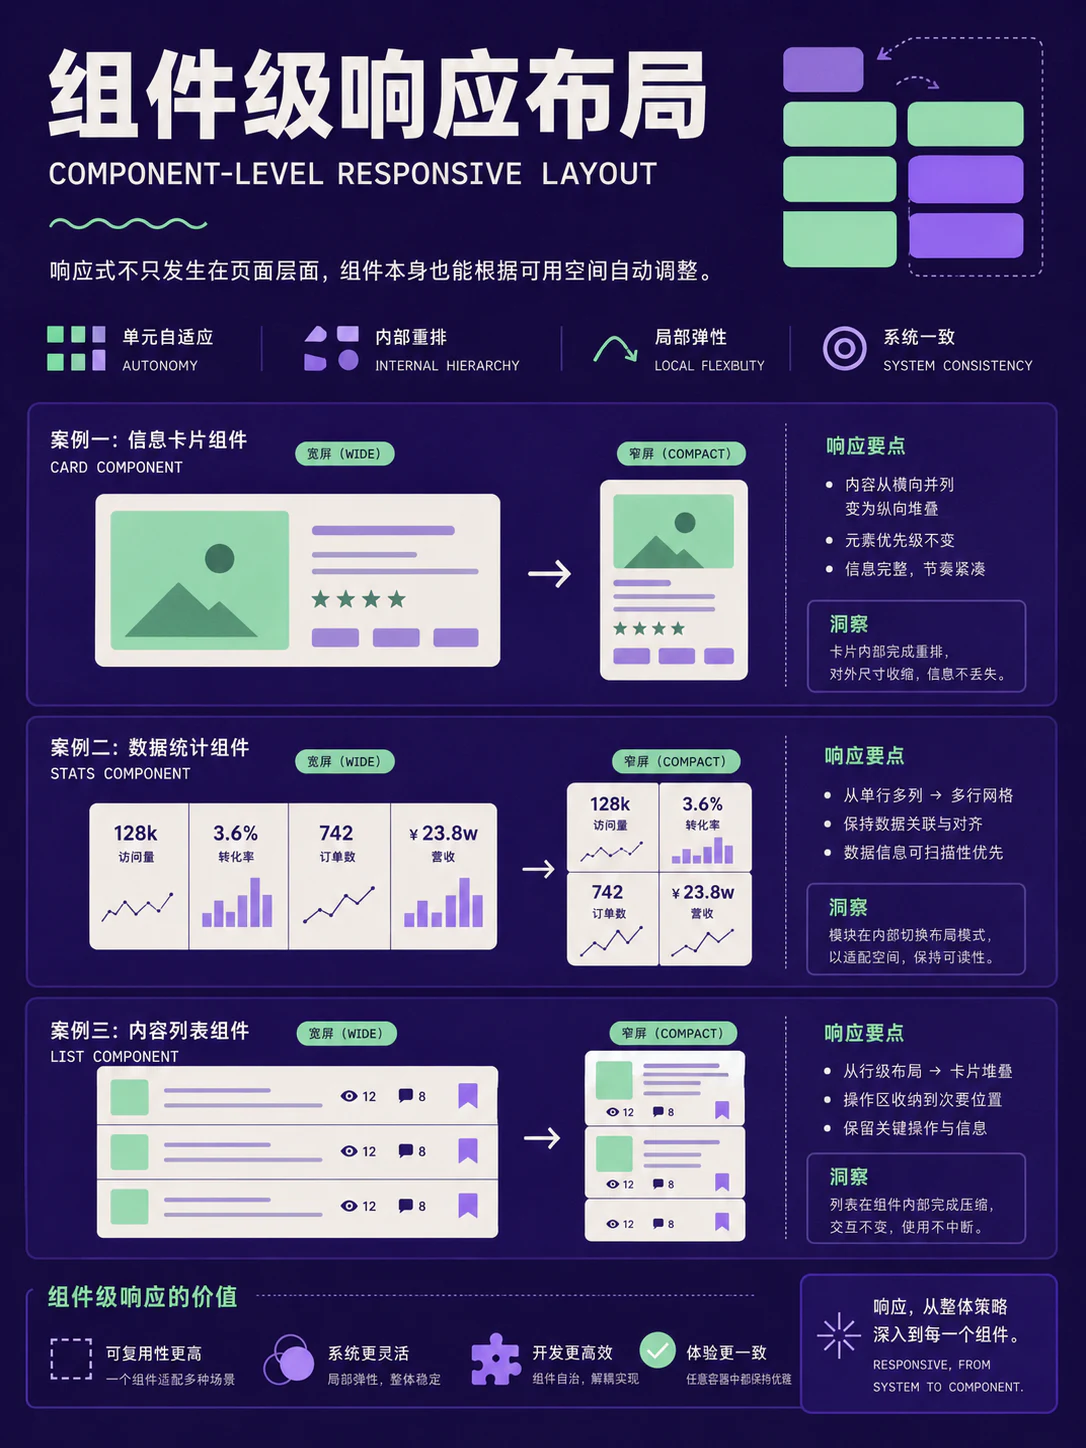 组件级响应布局
COMPONENT-LEVEL RESPONSIVE LAYOUT
响应式不只发生在页面层面，组件本身也能根据可用空间自动调整。
单元自适应
AUTONOMY
内部重排
INTERNAL HIERARCHY
局部弹性
LOCAL FLEXIBUTY
系统一致
SYSTEM CONSISTENCY
案例一：信息卡片组件
CARD COMPONENT
宽屏（WIDE）
窄屏（COMPACT）
响应要点
内容从横向并列
变为纵向堆叠
元素优先级不变
信息完整，节奏紧凑
洞察
卡片内部完成重排，
对外尺寸收缩，信息不丢失。
案例二：数据统计组件
STATS COMPONENT
宽屏（WIDE）
窄屏（COMPACT）
128k
访问量
3.6%
转化率
742
订单数
¥ 23.8w
营收
128k
访问量
3.6%
转化率
742
订单数
¥ 23.8w
营收
响应要点
从单行多列 → 多行网格
保持数据关联与对齐
数据信息可扫描性优先
洞察
模块在内部切换布局模式，
以适配空间，保持可读性。
案例三：内容列表组件
LIST COMPONENT
宽屏（WIDE）
窄屏（COMPACT）
12 8
12 8
12 8
12 8
12 8
12 8
响应要点
从行级布局 → 卡片堆叠
操作区收纳到次要位置
保留关键操作与信息
洞察
列表在组件内部完成压缩，
交互不变，使用不中断。
组件级响应的价值
可复用性更高
一个组件适配多种场景
系统更灵活
局部弹性，整体稳定
开发更高效
组件自治，解耦实现
体验更一致
任意容器中都保持优雅
响应，从整体策略
深入到每一个组件。
RESPONSIVE, FROM
SYSTEM TO COMPONENT.